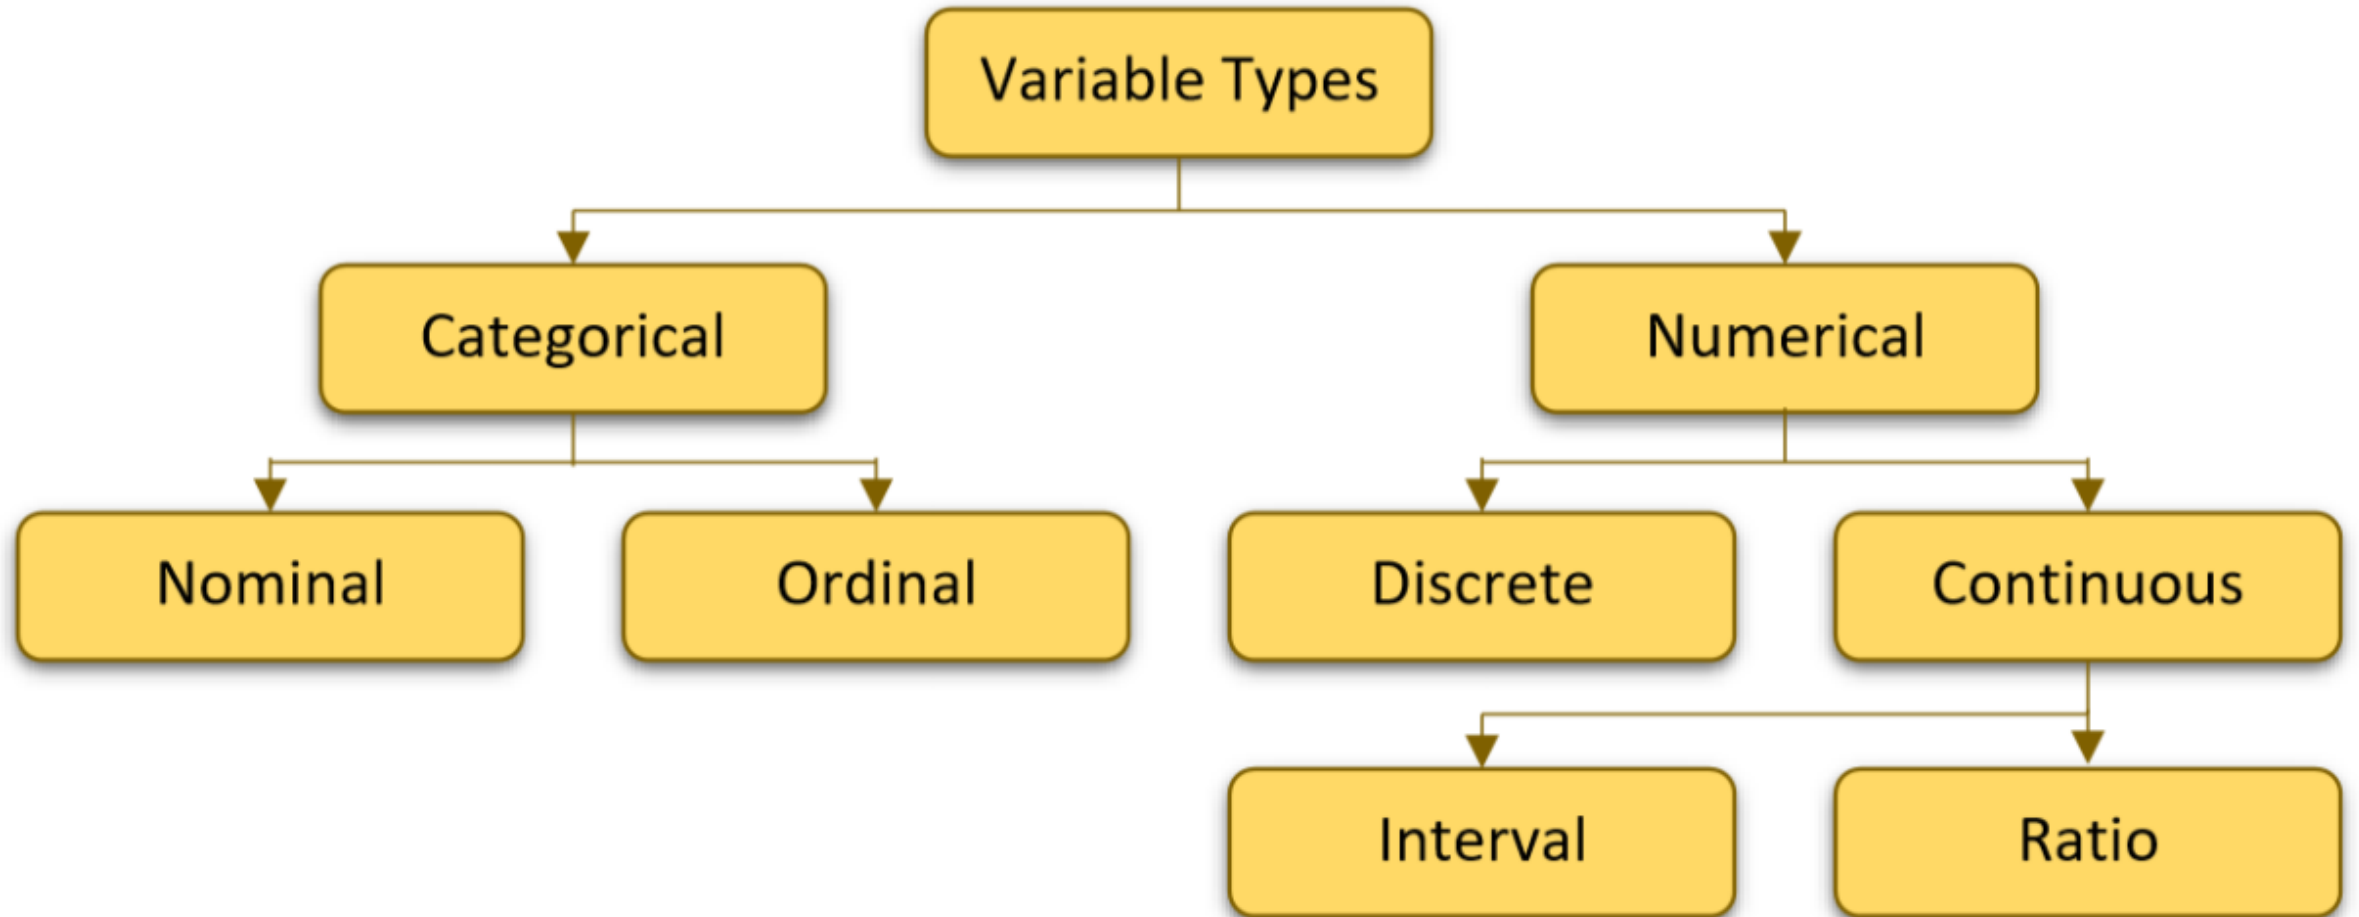 Variable Types
Categorical
Numerical
Nominal
Ordinal
Discrete
Continuous
Interval
Ratio